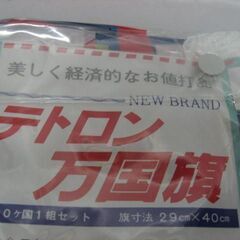 美しく経済的なお値打
NEW BRAND
テトロン
万国旗
0ヶ国1組セット
旗寸法 29cm×40cm